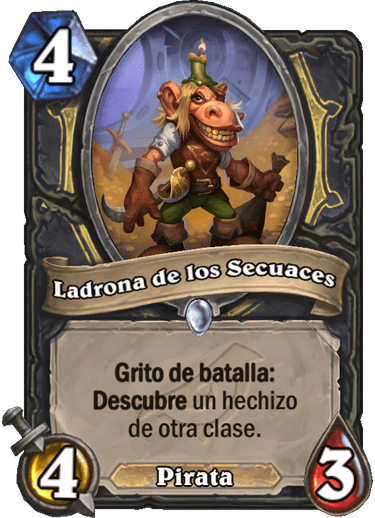 4
Ladrona de los Secuaces
Grito de batalla:
Descubre un hechizo
de otra clase.
4
Pirata
3